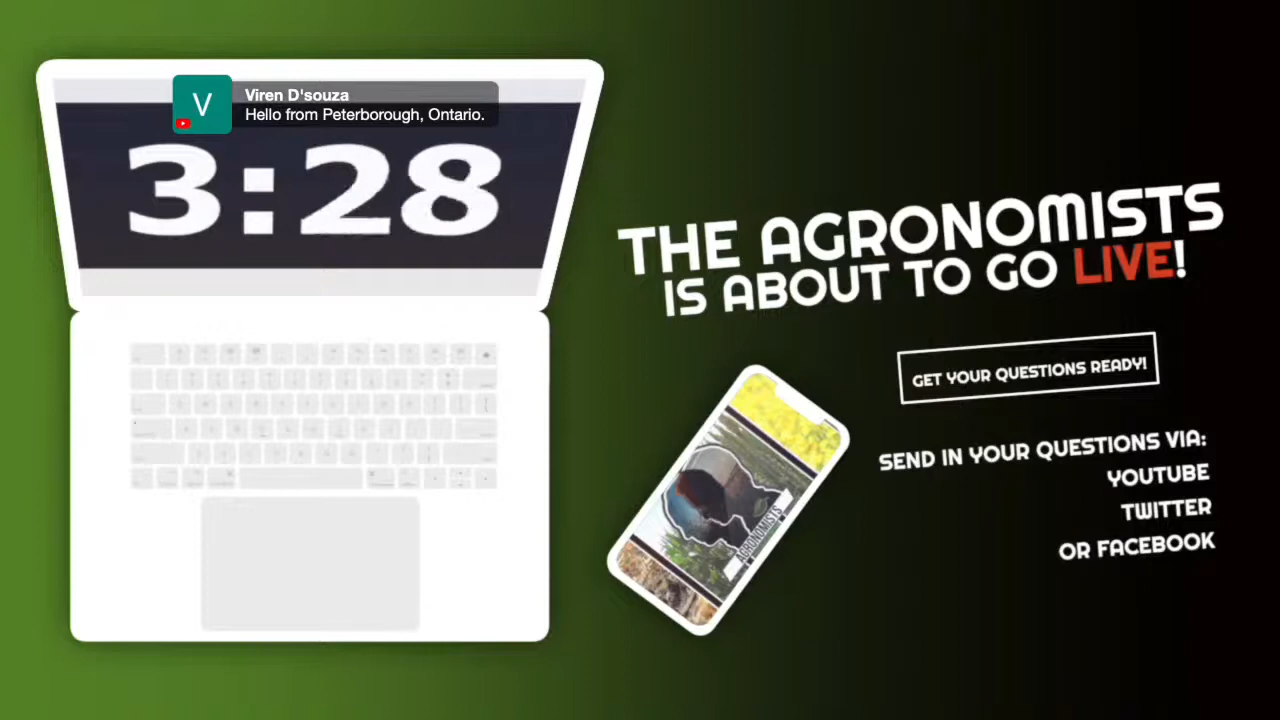 V
Viren D'souza
Hello from Peterborough, Ontario.
3:28
THE AGRONOMISTS
IS ABOUT TO GO LIVE!
GET YOUR QUESTIONS READY!
SEND IN YOUR QUESTIONS VIA:
YOUTUBE
TWITTER
OR FACEBOOK
AGRONOMISTS